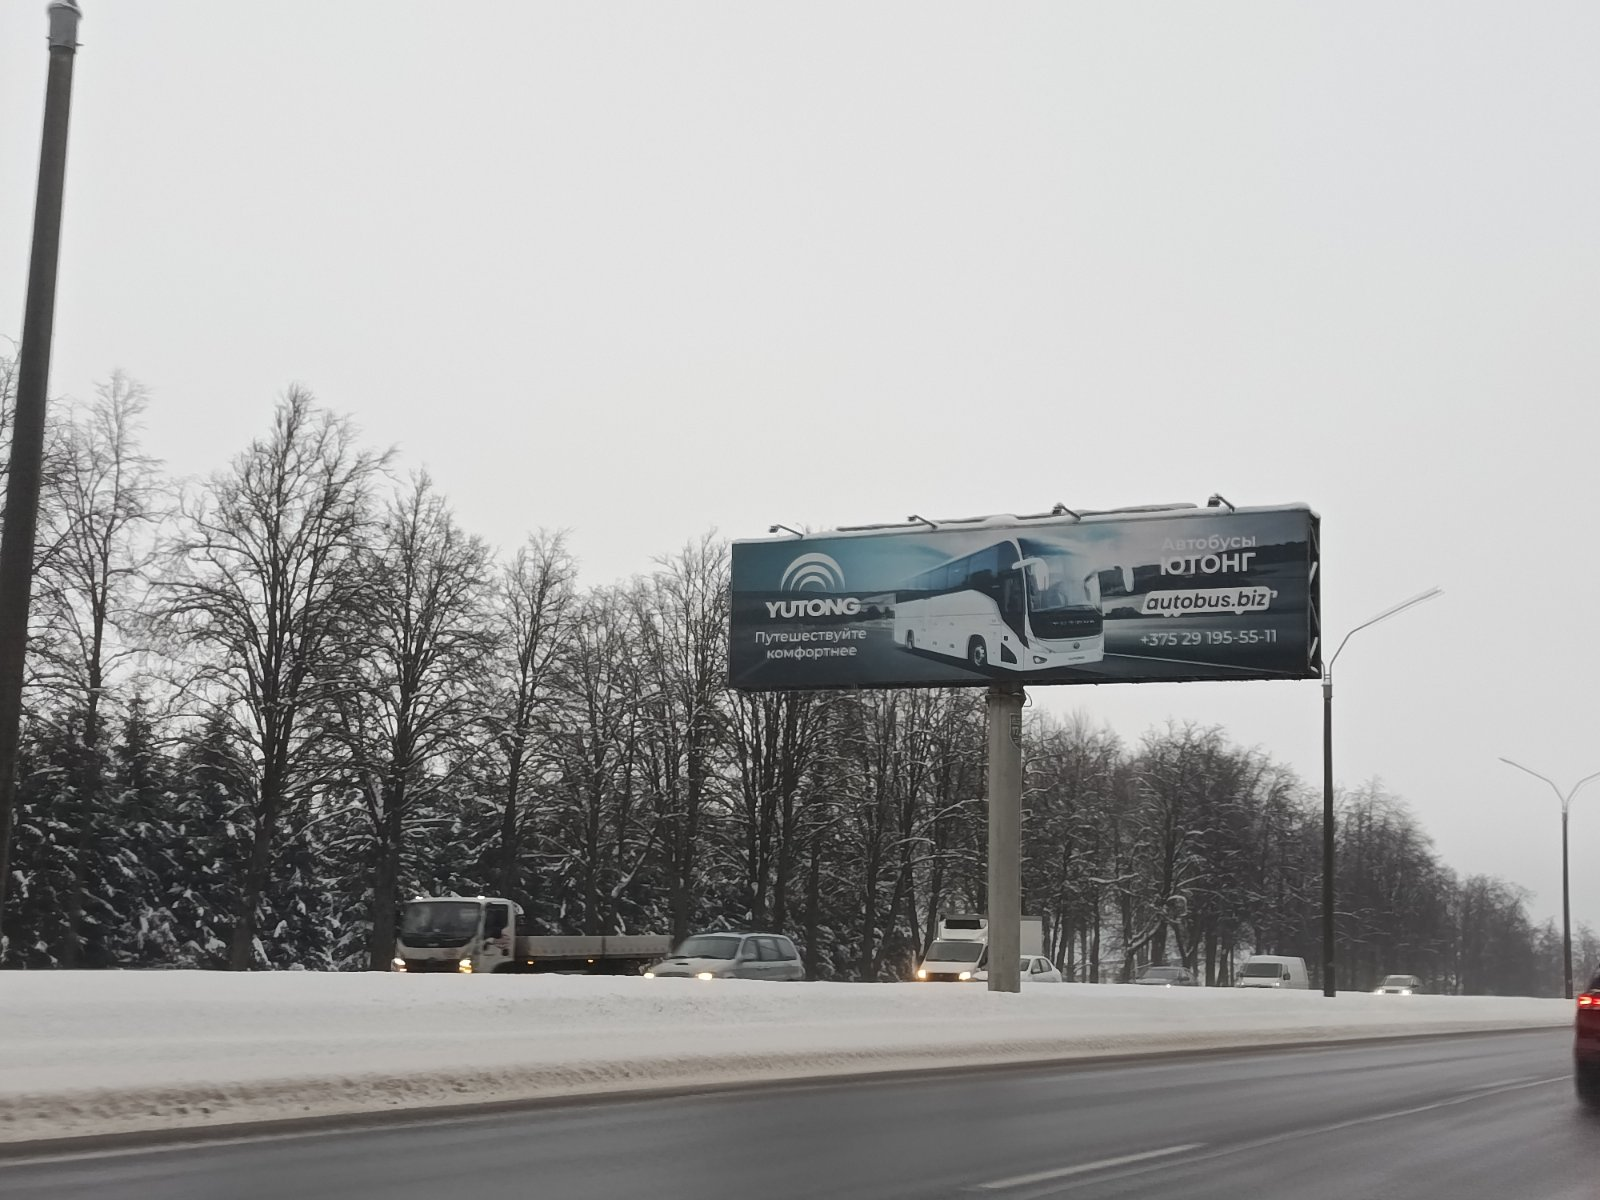 YUTONG
Путешествуйте
комфортнее
Автобусы
ЮТОНГ
autobus.biz
+375 29 195-55-11